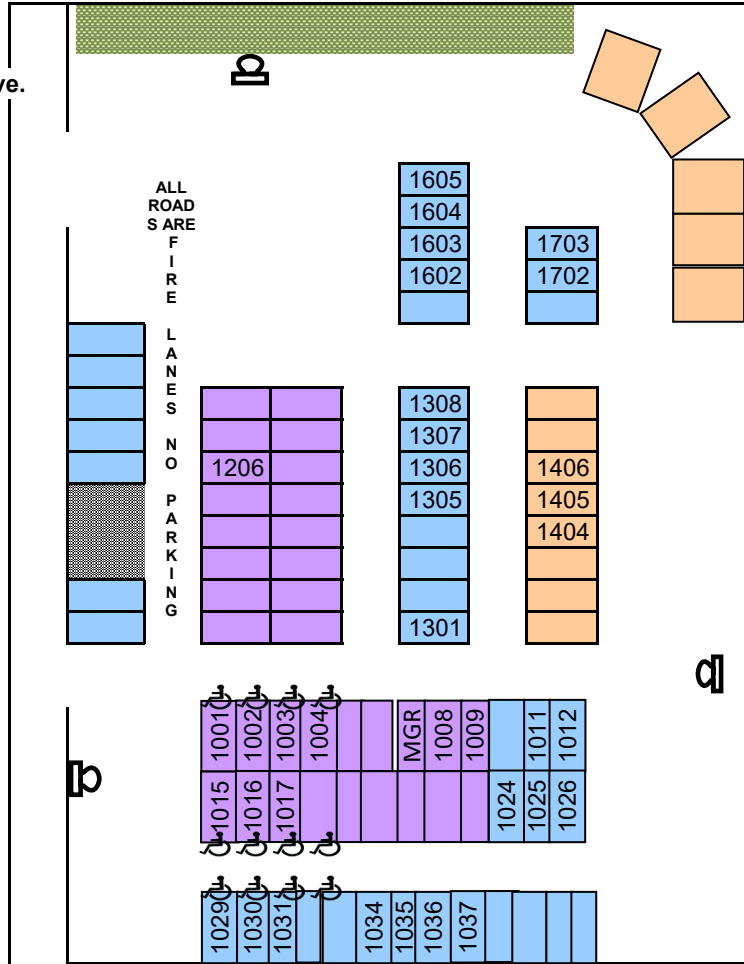 ve.
ALL
ROAD
S ARE
F
I
R
E
L
A
N
E
S
N
O
P
A
R
K
I
N
G
1605
1604
1603
1602
1703
1702
1308
1307
1306
1305
1301
1206
1406
1405
1404
1001
1002
1003
1004
MGR
1008
1009
1011
1012
1015
1016
1017
1024
1025
1026
1029
1030
1031
1034
1035
1036
1037